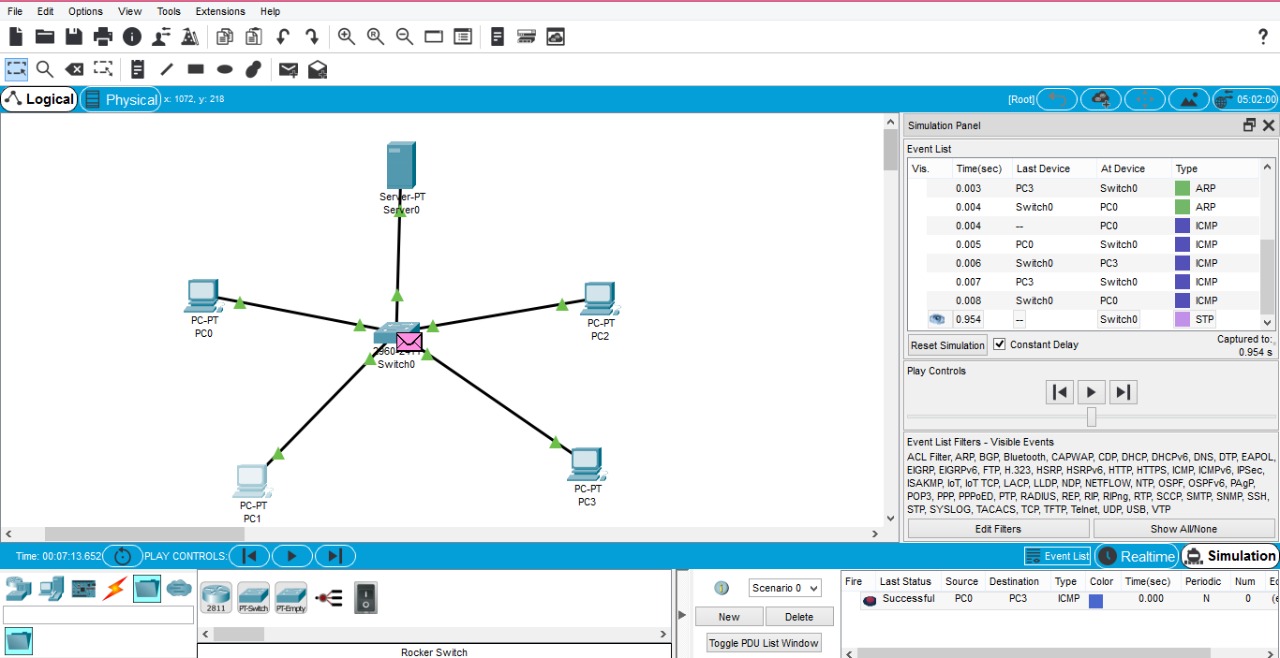 File Edit Options View Tools Extensions Help
?
Logical Physical x: 1072, y: 218 [Root] 05:02:00
Server-PT
Server0
PC-PT
PC0
PC-PT
PC2
Switch0
PC-PT
PC1
PC-PT
PC3
Simulation Panel
Event List
Vis. Time(sec) Last Device At Device Type
0.003 PC3 Switch0 ARP
0.004 Switch0 PC0 ARP
0.004 -- PC0 ICMP
0.005 PC0 Switch0 ICMP
0.006 Switch0 PC3 ICMP
0.007 PC3 Switch0 ICMP
0.008 Switch0 PC0 ICMP
0.954 -- Switch0 STP
Reset Simulation Constant Delay Captured to:
0.954 s
Play Controls
Event List Filters - Visible Events
ACL Filter, ARP, BGP, Bluetooth, CAPWAP, CDP, DHCP, DHCPv6, DNS, DTP, EAPOL,
EIGRP, EIGRPv6, FTP, H.323, HSRP, HSRPv6, HTTP, HTTPS, ICMP, ICMPv6, IPSec,
ISAKMP, IoT, IoT TCP, LACP, LLDP, NDP, NETFLOW, NTP, OSPF, OSPFv6, PAgP,
POP3, PPP, PPPoED, PTP, RADIUS, REP, RIP, RIPng, RTP, SCCP, SMTP, SNMP, SSH,
STP, SYSLOG, TACACS, TCP, TFTP, Telnet, UDP, USB, VTP
Edit Filters Show All/None
Time: 00:07:13.652 PLAY CONTROLS: Event List Realtime Simulation
2811 PT-Switch PT-Empty
Rocker Switch
Scenario 0
New Delete
Toggle PDU List Window
Fire Last Status Source Destination Type Color Time(sec) Periodic Num
Successful PC0 PC3 ICMP 0.000 N 0 (e